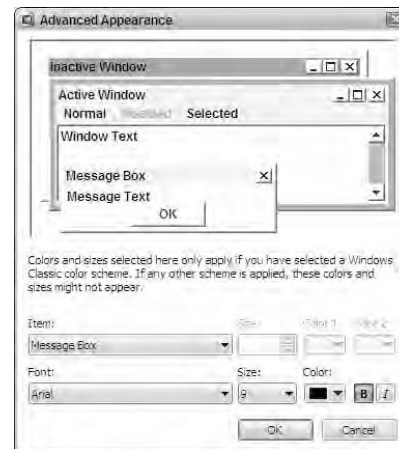 Advanced Appearance
Inactive Window
Active Window
Normal Disabled Selected
Window Text
Message Box
Message Text
OK
Colors and sizes selected here only apply if you have selected a Windows
Classic color scheme. If any other scheme is applied, these colors and
sizes might not appear.
Item: Size: Color 1: Color 2:
Message Box
Font: Size: Color:
Arial 9 B I
OK Cancel